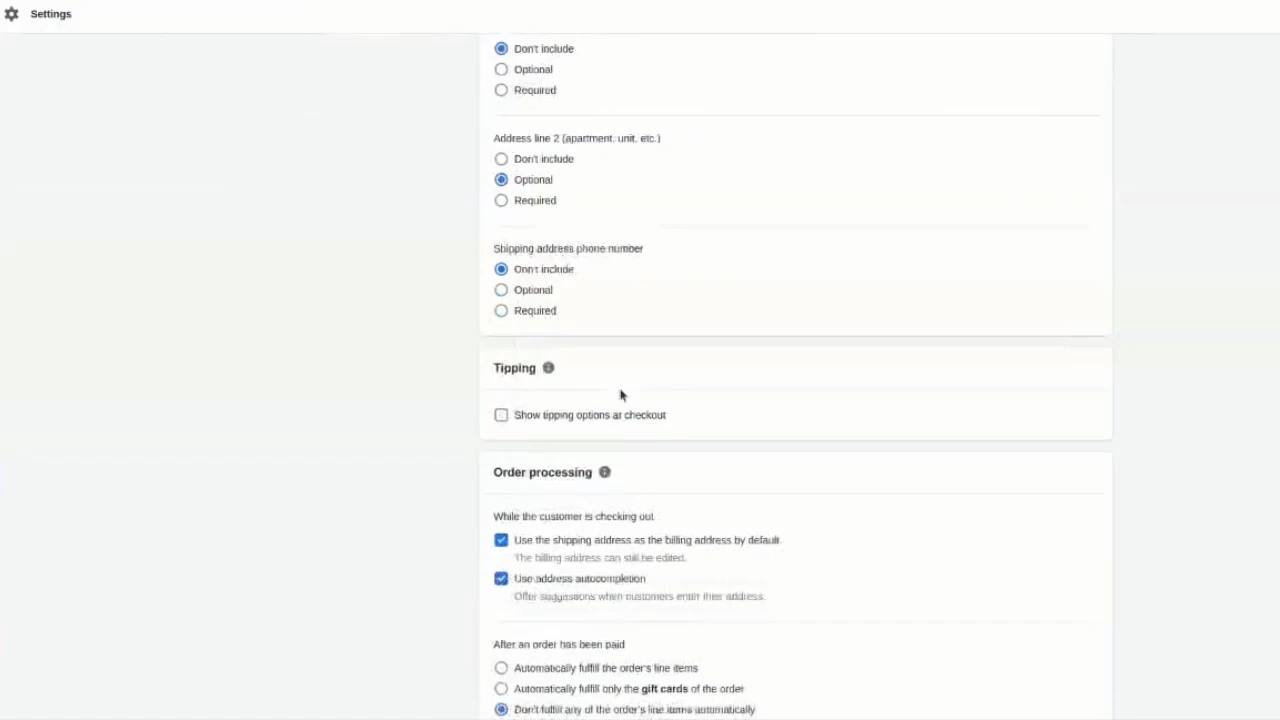 Settings
Don't include
Optional
Required
Address line 2 (apartment, unit, etc.)
Don't include
Optional
Required
Shipping address phone number
Don't include
Optional
Required
Tipping
Show tipping options at checkout
Order processing
While the customer is checking out
Use the shipping address as the billing address by default
The billing address can still be edited.
Use address autocompletion
Offer suggestions when customers enter their address.
After an order has been paid
Automatically fulfill the order's line items
Automatically fulfill only the gift cards of the order
Don't fulfill any of the order's line items automatically